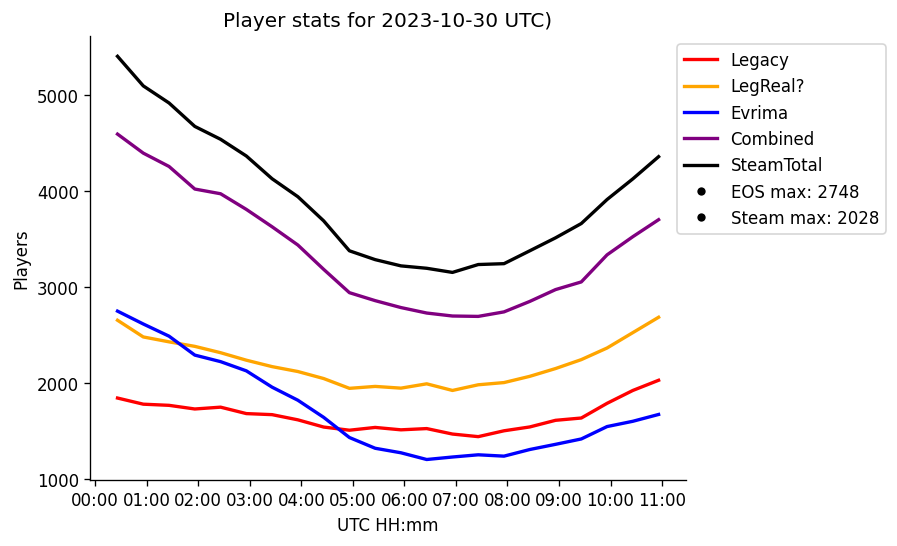 Player stats for 2023-10-30 UTC)
Legacy
LegReal?
Evrima
Combined
SteamTotal
EOS max: 2748
Steam max: 2028
Players
5000
4000
3000
2000
1000
00:00 01:00 02:00 03:00 04:00 05:00 06:00 07:00 08:00 09:00 10:00 11:00
UTC HH:mm